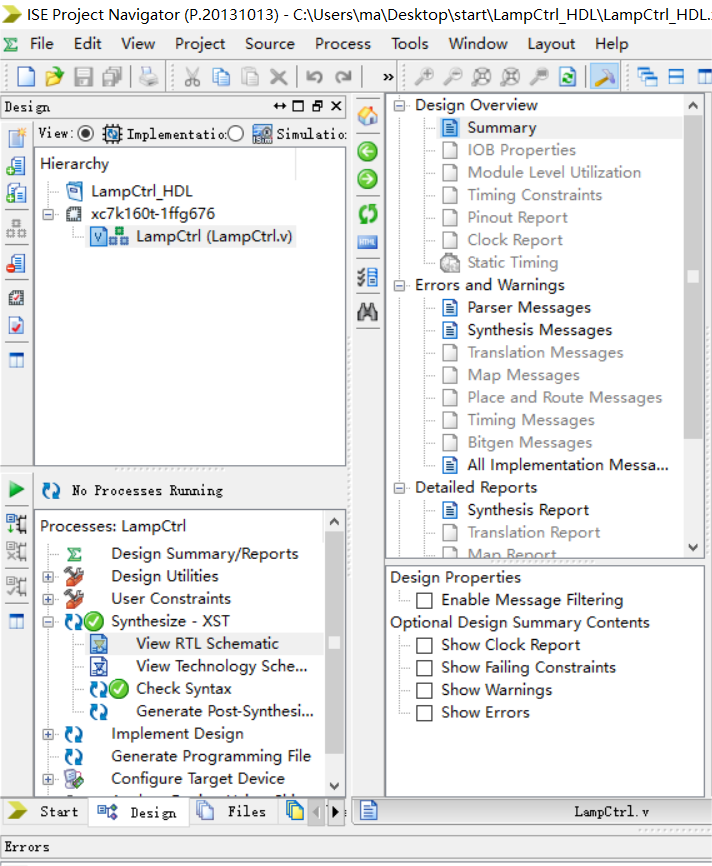 ISE Project Navigator (P.20131013) - C:\Users\ma\Desktop\start\LampCtrl_HDL\LampCtrl_HDL.
File Edit View Project Source Process Tools Window Layout Help
»
Design
View: Implementatio: Simulatio:
Hierarchy
LampCtrl_HDL
xc7k160t-1ffg676
LampCtrl (LampCtrl.v)
No Processes Running
Processes: LampCtrl
Design Summary/Reports
Design Utilities
User Constraints
Synthesize - XST
View RTL Schematic
View Technology Sche...
Check Syntax
Generate Post-Synthesi...
Implement Design
Generate Programming File
Configure Target Device
Start Design Files
Design Overview
Summary
IOB Properties
Module Level Utilization
Timing Constraints
Pinout Report
Clock Report
Static Timing
Errors and Warnings
Parser Messages
Synthesis Messages
Translation Messages
Map Messages
Place and Route Messages
Timing Messages
Bitgen Messages
All Implementation Messa...
Detailed Reports
Synthesis Report
Translation Report
Map Report
Design Properties
Enable Message Filtering
Optional Design Summary Contents
Show Clock Report
Show Failing Constraints
Show Warnings
Show Errors
LampCtrl.v
Errors